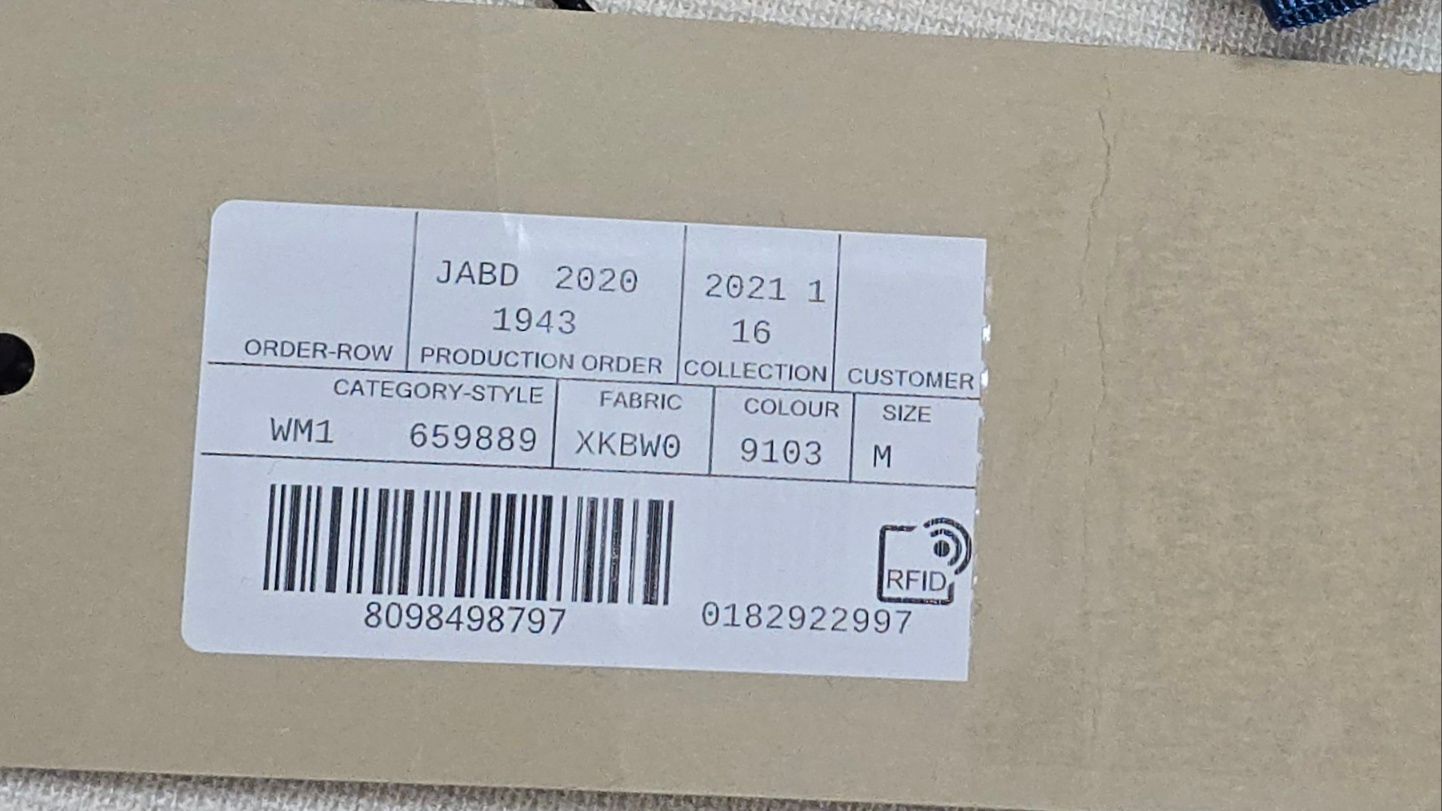 JABD 2020 2021 1
1943 16
ORDER-ROW PRODUCTION ORDER COLLECTION CUSTOMER
CATEGORY-STYLE FABRIC COLOUR SIZE
WM1 659889 XKBW0 9103 M
RFID
8098498797 0182922997